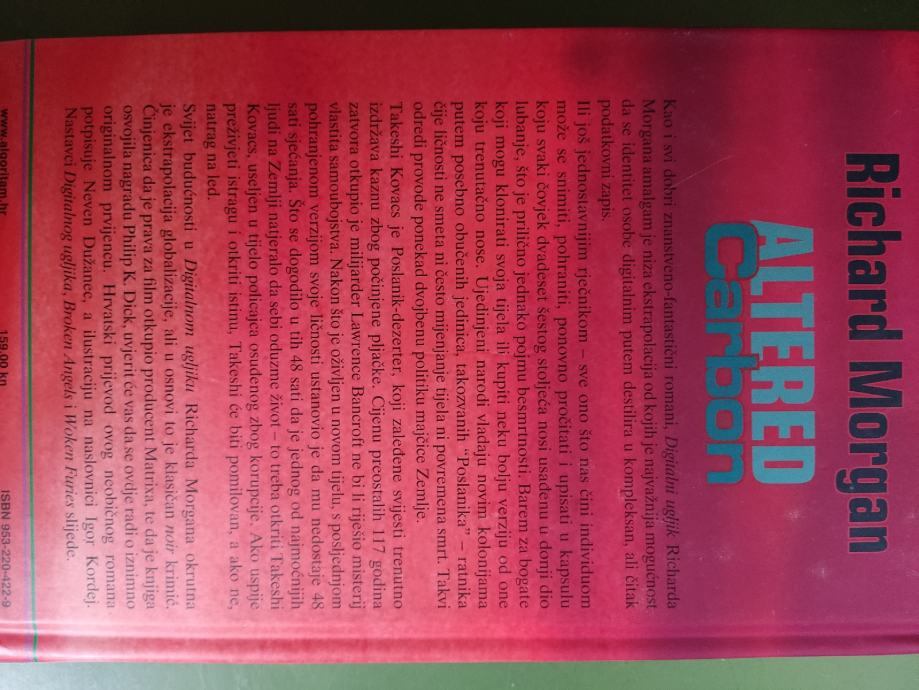 Richard Morgan
ALTERED
Carbon
Kao i svi dobri znanstveno-fantastični romani, Digitalni ugljik Richarda
Morgana amalgam je niza ekstrapolacija od kojih je najvažnija mogućnost
da se identitet osobe digitalnim putem destilira u kompleksan, ali čitak
podatkovni zapis.
Ili još jednostavnijim rječnikom – sve ono što nas čini individuom
može se snimiti, pohraniti, ponovno pročitati i upisati u kapsulu
koju svaki čovjek dvadeset šestog stoljeća nosi usađenu u donji dio
lubanje, što je prilično jednako pojmu besmrtnosti. Barem za bogate
koji mogu klonirati svoja tijela ili kupiti neku bolju verziju od one
koju trenutačno nose. Ujedinjeni narodi vladaju novim kolonijama
putem posebno obučenih jedinica, takozvanih "Poslanika" – ratnika
čije ličnosti ne smeta ni često mijenjanje tijela ni povremena smrt. Takvi
odredi provode ponekad dvojbenu politiku majčice Zemlje.
Takeshi Kovacs je Poslanik-dezerter, koji zaleđene svijesti trenutno
izdržava kaznu zbog počinjene pljačke. Cijenu preostalih 117 godina
zatvora otkupio je milijarder Lawrence Bancroft ne bi li riješio misterij
vlastita samoubojstva. Nakon što je oživljen u novom tijelu, s posljednjom
pohranjenom verzijom svoje ličnosti ustanovio je da mu nedostaje 48
sati sjećanja. Što se dogodilo u tih 48 sati da je jednog od najmoćnijih
ljudi na Zemlji natjeralo da sebi oduzme život – to treba otkriti Takeshi
Kovacs, useljen u tijelo policajca osuđenog zbog korupcije. Ako uspije
preživjeti istragu i otkriti istinu, Takeshi će biti pomilovan, a ako ne,
natrag na led.
Svijet budućnosti u Digitalnom ugljiku Richarda Morgana okrutna
je ekstrapolacija globalizacije, ali u osnovi to je klasičan noir krimić.
Činjenica da je prava za film otkupio producent Matrixa, te da je knjiga
osvojila nagradu Philip K. Dick, uvjerit će vas da se ovdje radi o iznimno
originalnom prvijencu. Hrvatski prijevod ovog neobičnog romana
potpisuje Neven Dužanec, a ilustraciju na naslovnici Igor Kordej.
Nastavci Digitalnog ugljika, Broken Angels i Woken Furies slijede.
www.algoritam.hr
159,00 kn
ISBN 953-220-422-9